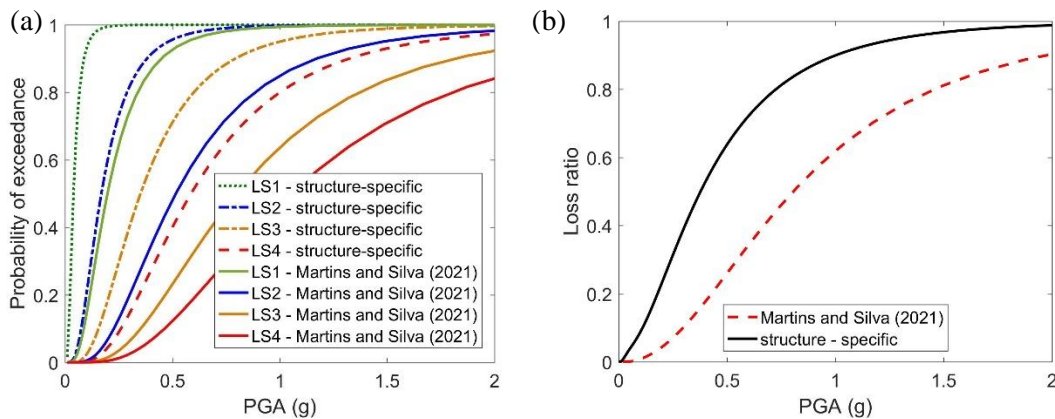 (a)
Probability of exceedance
1
0.8
0.6
0.4
0.2
0
0 0.5 1 1.5 2
PGA (g)
LS1 - structure-specific
LS2 - structure-specific
LS3 - structure-specific
LS4 - structure-specific
LS1 - Martins and Silva (2021)
LS2 - Martins and Silva (2021)
LS3 - Martins and Silva (2021)
LS4 - Martins and Silva (2021)
(b)
Loss ratio
1
0.8
0.6
0.4
0.2
0
0 0.5 1 1.5 2
PGA (g)
Martins and Silva (2021)
structure - specific